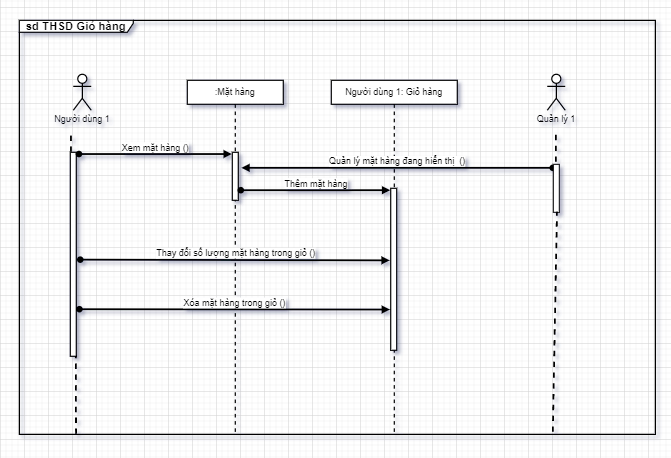 sd THSD Giỏ hàng
Người dùng 1
:Mặt hàng
Người dùng 1: Giỏ hàng
Quản lý 1
Xem mặt hàng ()
Quản lý mặt hàng đang hiển thị ()
Thêm mặt hàng
Thay đổi số lượng mặt hàng trong giỏ ()
Xóa mặt hàng trong giỏ ()